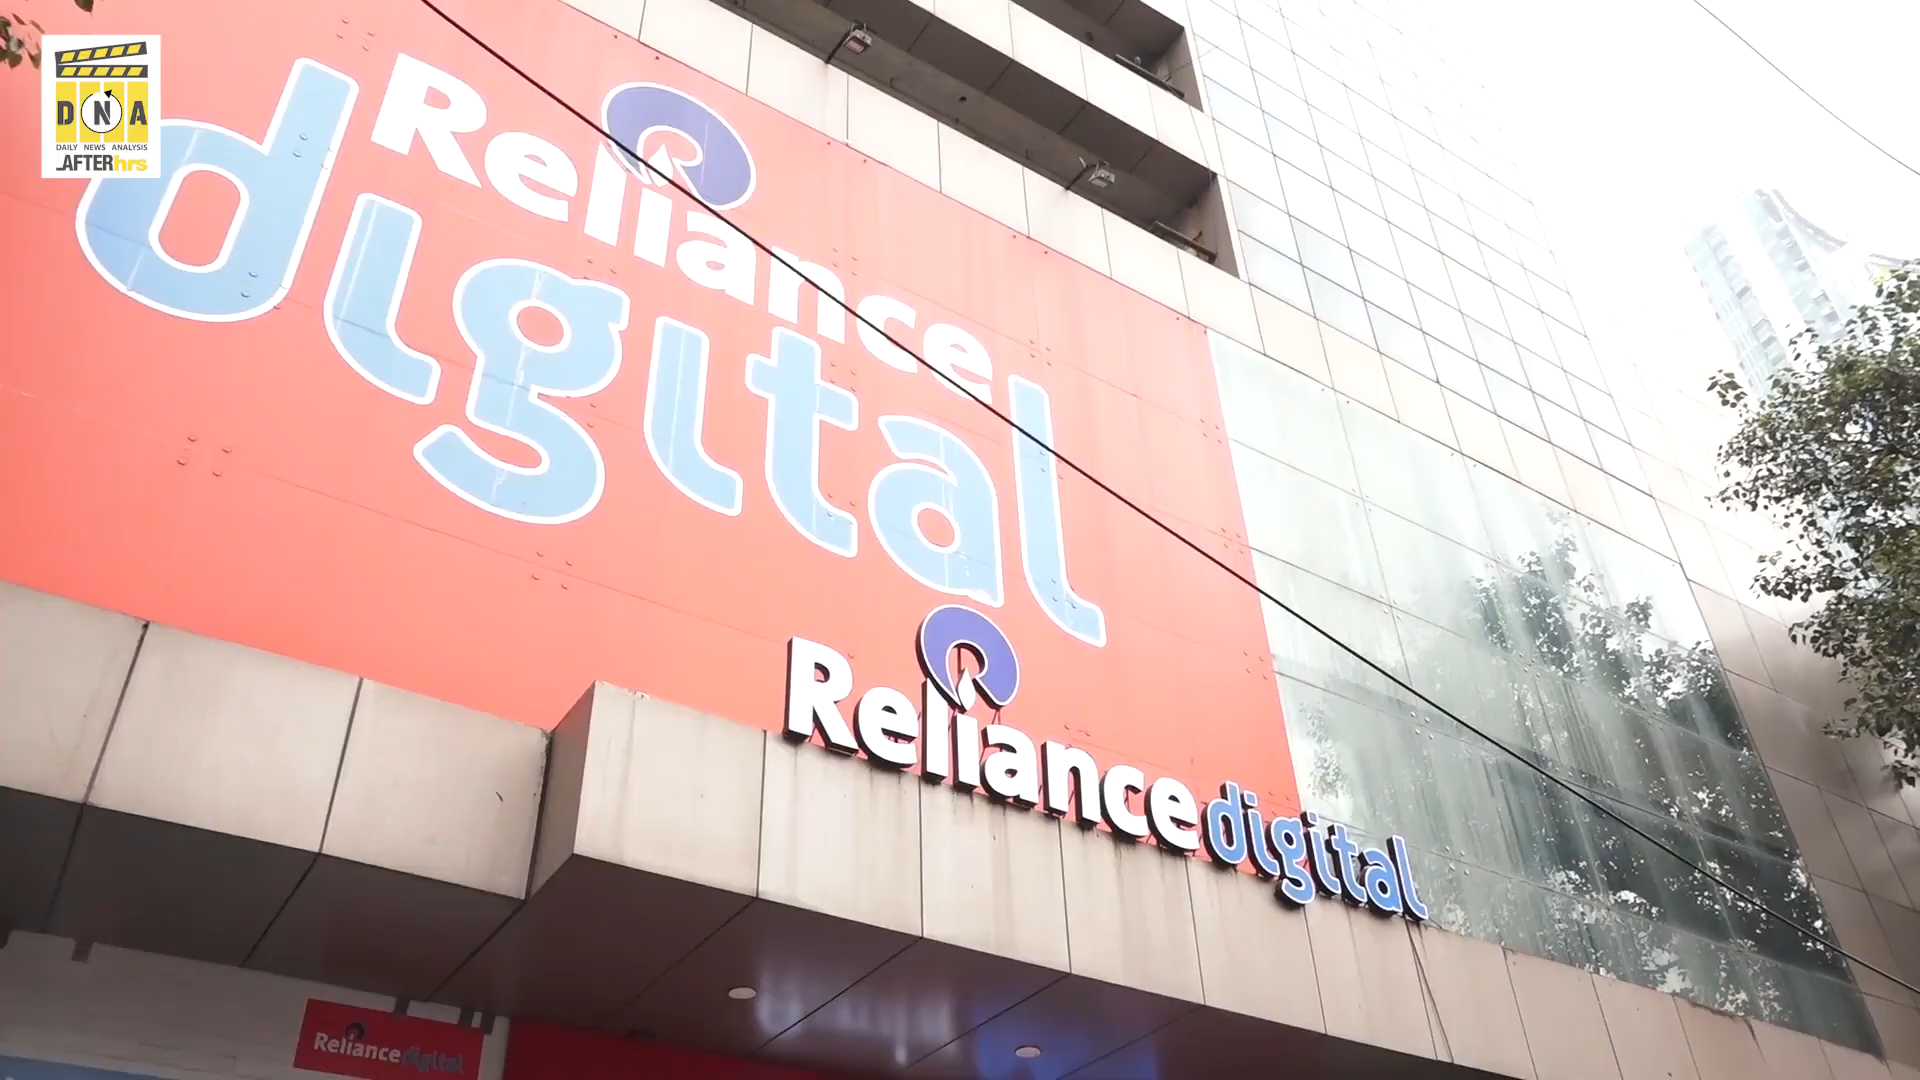 DNA
DAILY NEWS ANALYSIS
AFTERhrs
Reliance
digital
Reliance digital
Reliance digital